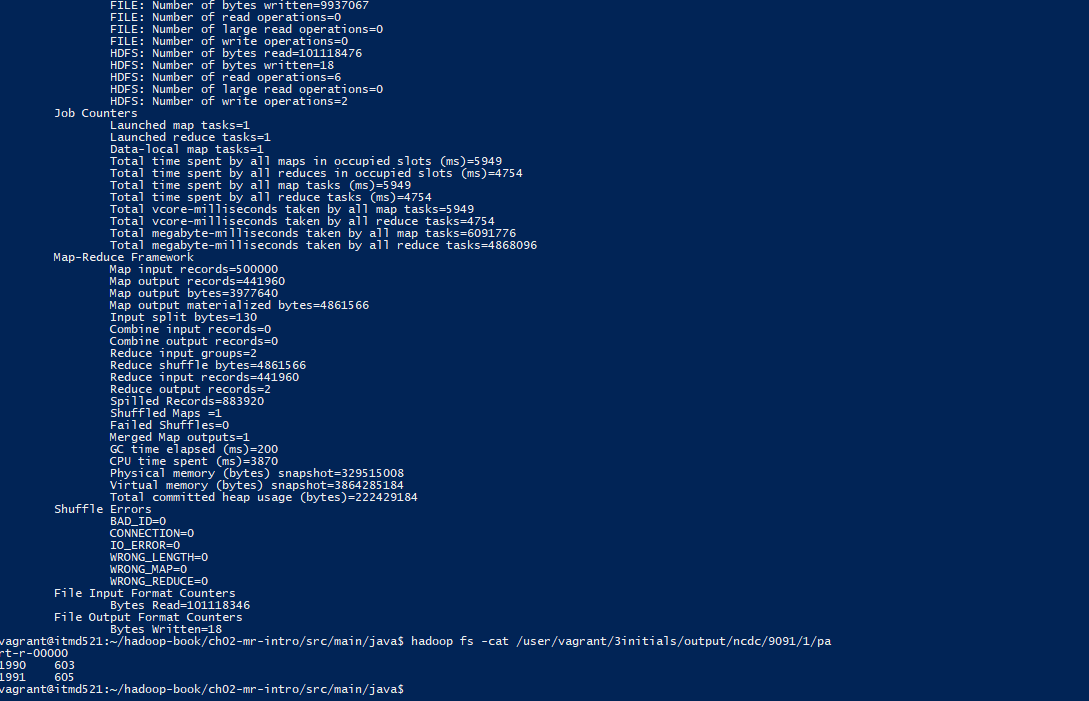 FILE: Number of bytes written=9937067
FILE: Number of read operations=0
FILE: Number of large read operations=0
FILE: Number of write operations=0
HDFS: Number of bytes read=101118476
HDFS: Number of bytes written=18
HDFS: Number of read operations=6
HDFS: Number of large read operations=0
HDFS: Number of write operations=2
Job Counters
Launched map tasks=1
Launched reduce tasks=1
Data-local map tasks=1
Total time spent by all maps in occupied slots (ms)=5949
Total time spent by all reduces in occupied slots (ms)=4754
Total time spent by all map tasks (ms)=5949
Total time spent by all reduce tasks (ms)=4754
Total vcore-milliseconds taken by all map tasks=5949
Total vcore-milliseconds taken by all reduce tasks=4754
Total megabyte-milliseconds taken by all map tasks=6091776
Total megabyte-milliseconds taken by all reduce tasks=4868096
Map-Reduce Framework
Map input records=500000
Map output records=441960
Map output bytes=3977640
Map output materialized bytes=4861566
Input split bytes=130
Combine input records=0
Combine output records=0
Reduce input groups=2
Reduce shuffle bytes=4861566
Reduce input records=441960
Reduce output records=2
Spilled Records=883920
Shuffled Maps =1
Failed Shuffles=0
Merged Map outputs=1
GC time elapsed (ms)=200
CPU time spent (ms)=3870
Physical memory (bytes) snapshot=329515008
Virtual memory (bytes) snapshot=3864285184
Total committed heap usage (bytes)=222429184
Shuffle Errors
BAD_ID=0
CONNECTION=0
IO_ERROR=0
WRONG_LENGTH=0
WRONG_MAP=0
WRONG_REDUCE=0
File Input Format Counters
Bytes Read=101118346
File Output Format Counters
Bytes Written=18
vagrant@itmd521:~/hadoop-book/ch02-mr-intro/src/main/java$ hadoop fs -cat /user/vagrant/3initials/output/ncdc/9091/1/pa
rt-r-00000
1990 603
1991 605
vagrant@itmd521:~/hadoop-book/ch02-mr-intro/src/main/java$